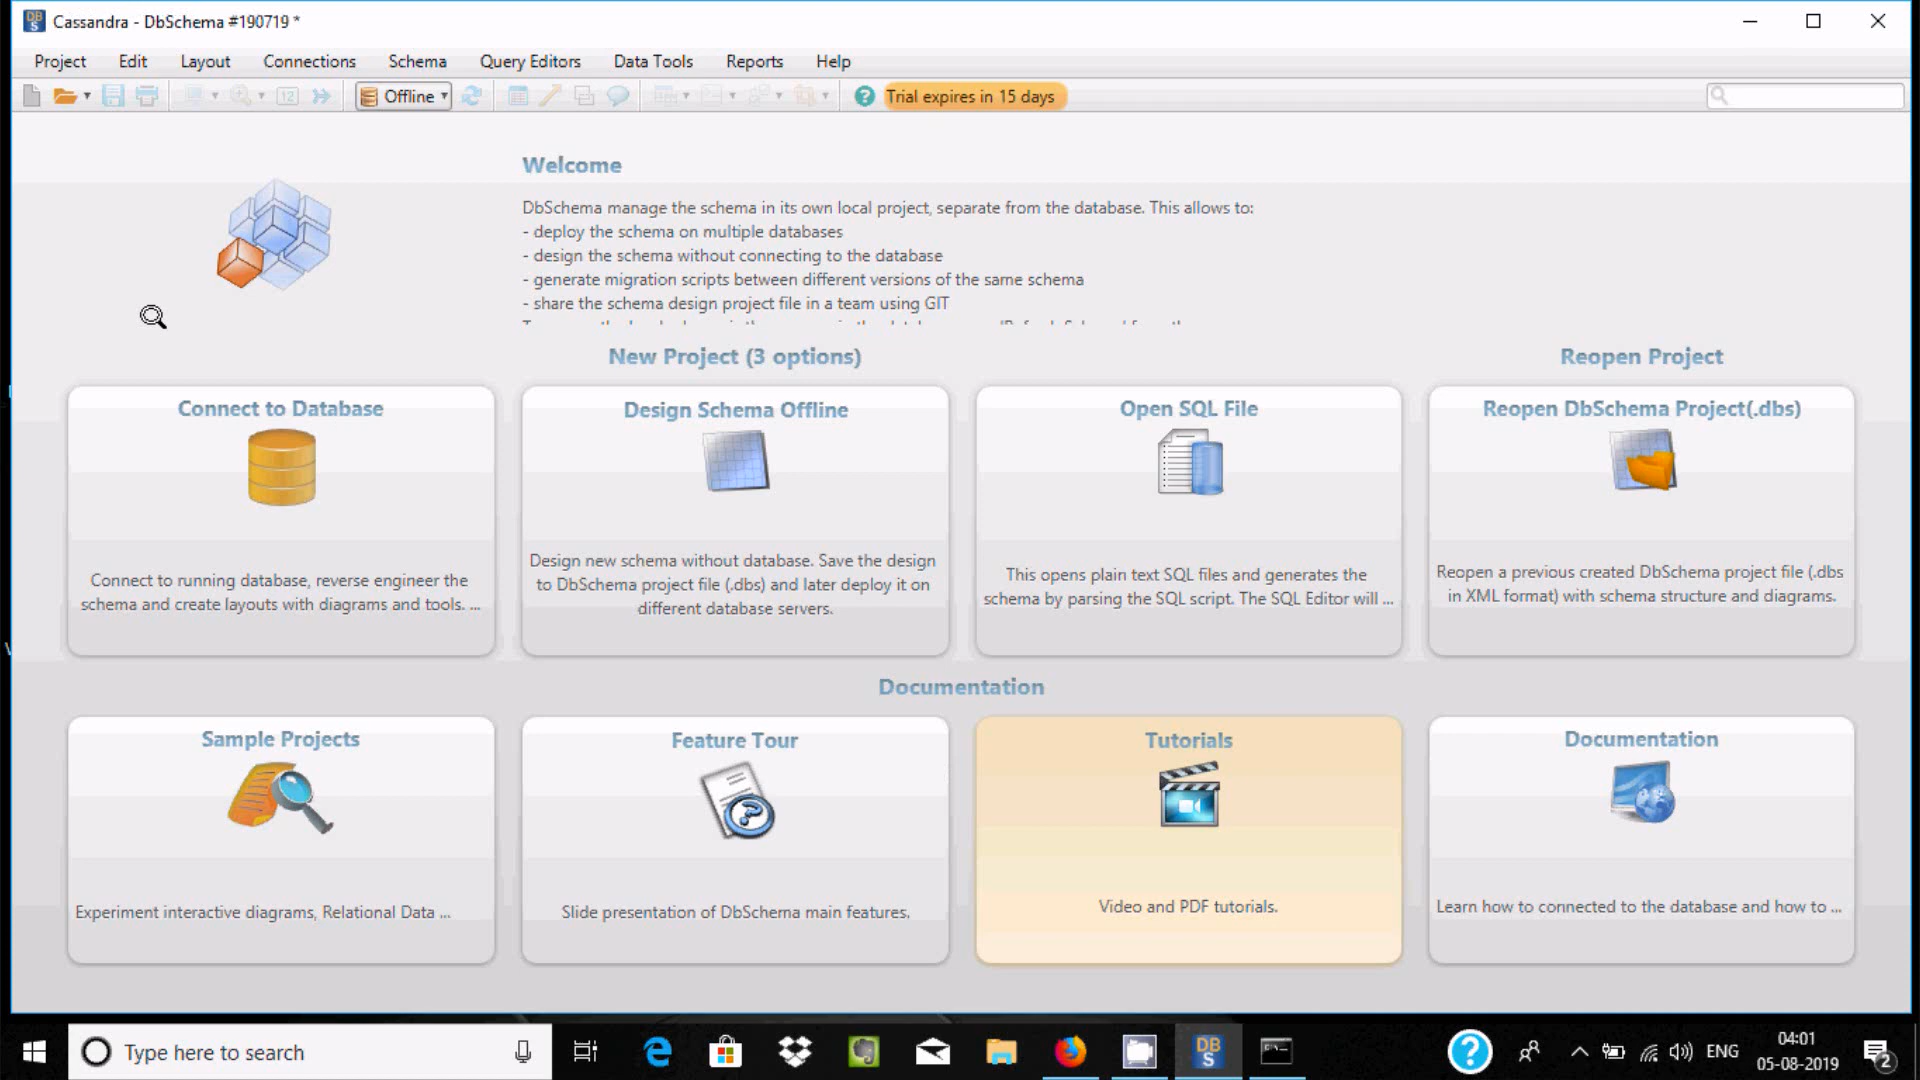 Cassandra - DbSchema #190719 *
Project Edit Layout Connections Schema Query Editors Data Tools Reports Help
12 Offline ? Trial expires in 15 days
Welcome
DbSchema manage the schema in its own local project, separate from the database. This allows to:
- deploy the schema on multiple databases
- design the schema without connecting to the database
- generate migration scripts between different versions of the same schema
- share the schema design project file in a team using GIT
New Project (3 options)
Reopen Project
Connect to Database
Connect to running database, reverse engineer the
schema and create layouts with diagrams and tools. ...
Design Schema Offline
Design new schema without database. Save the design
to DbSchema project file (.dbs) and later deploy it on
different database servers.
Open SQL File
This opens plain text SQL files and generates the
schema by parsing the SQL script. The SQL Editor will ...
Reopen DbSchema Project(.dbs)
Reopen a previous created DbSchema project file (.dbs
in XML format) with schema structure and diagrams.
Documentation
Sample Projects
Experiment interactive diagrams, Relational Data ...
Feature Tour
Slide presentation of DbSchema main features.
Tutorials
Video and PDF tutorials.
Documentation
Learn how to connected to the database and how to ...
Type here to search
DB
S
ENG
04:01
05-08-2019
2